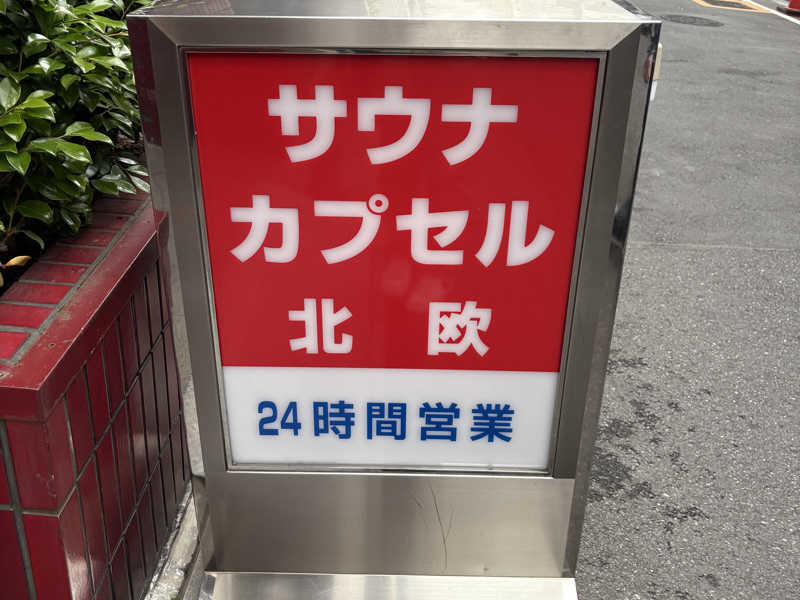 サウナ
カプセル
北 欧
24時間営業